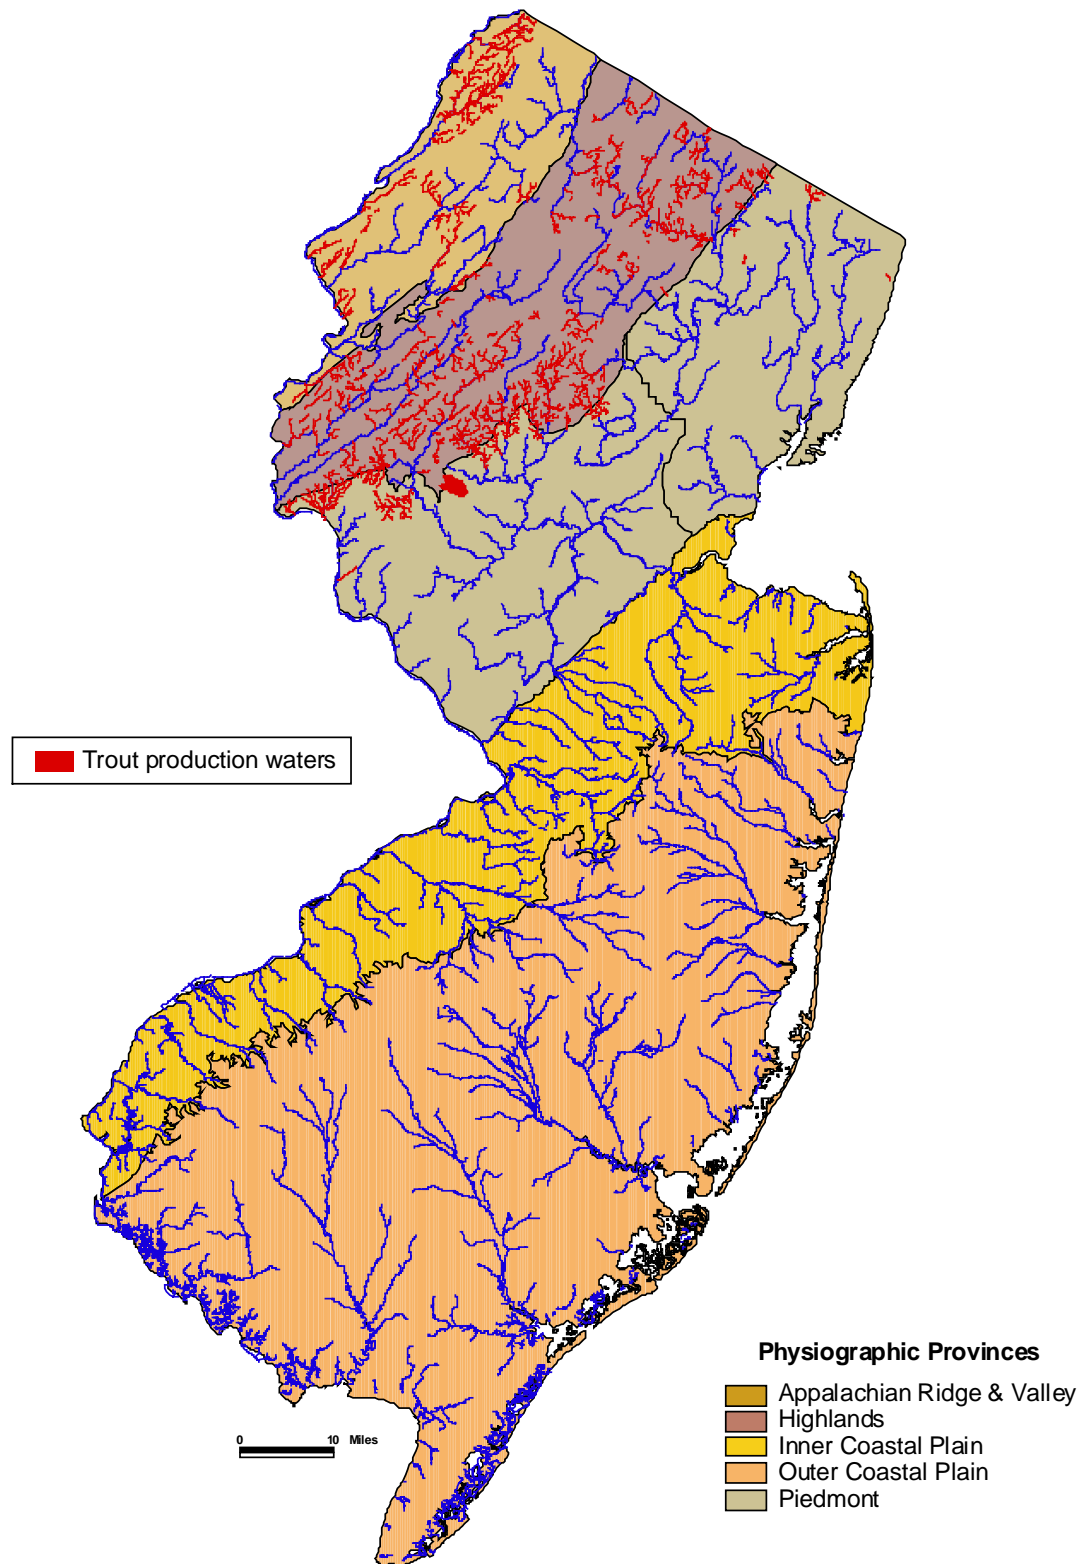 Trout production waters
0 10 Miles
Physiographic Provinces
Appalachian Ridge & Valley
Highlands
Inner Coastal Plain
Outer Coastal Plain
Piedmont